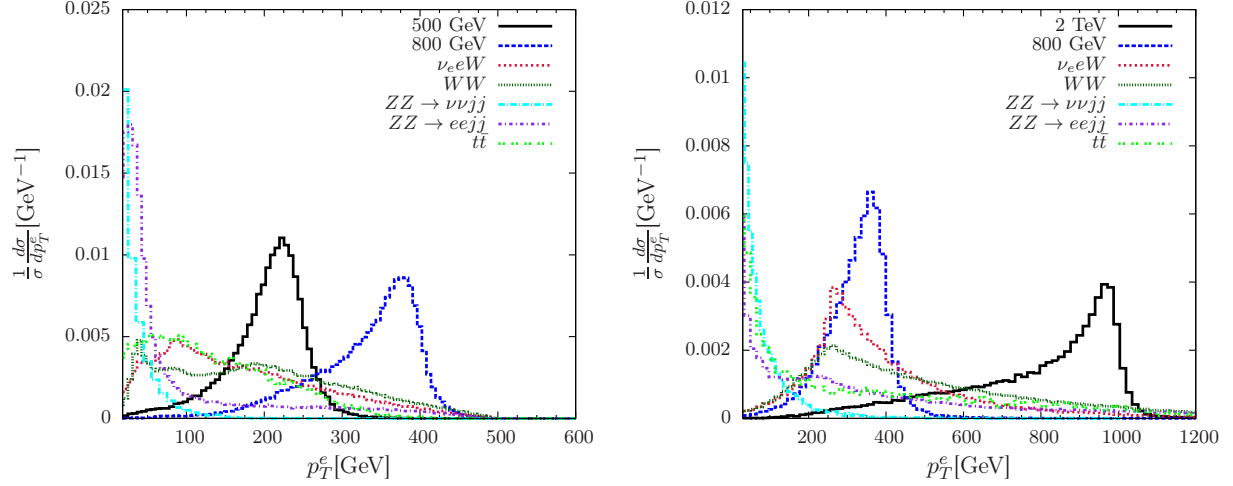 0.025
0.02
0.015
0.01
0.005
0
100 200 300 400 500 600
p_T^e[GeV]
1/σ dσ/dp_T^e [GeV⁻¹]
500 GeV
800 GeV
ν_e e W
WW
ZZ → ννjj
ZZ → eejj
tt̄
0.012
0.01
0.008
0.006
0.004
0.002
0
200 400 600 800 1000 1200
p_T^e[GeV]
1/σ dσ/dp_T^e [GeV⁻¹]
2 TeV
800 GeV
ν_e e W
WW
ZZ → ννjj
ZZ → eejj
tt̄